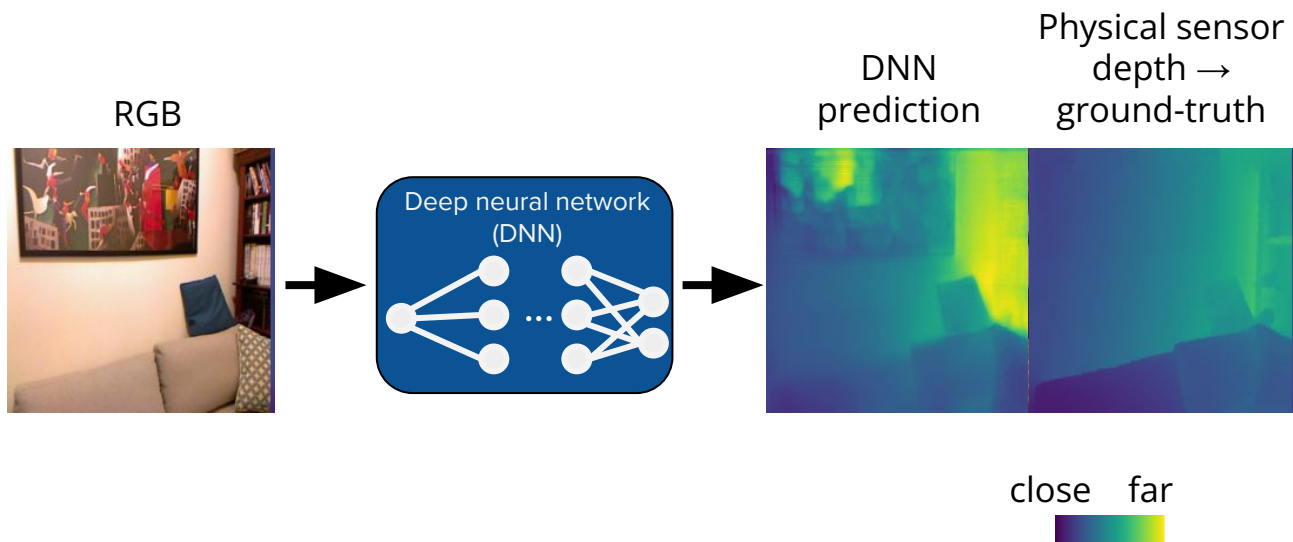 RGB
Deep neural network
(DNN)
...
DNN
prediction
Physical sensor
depth →
ground-truth
close far